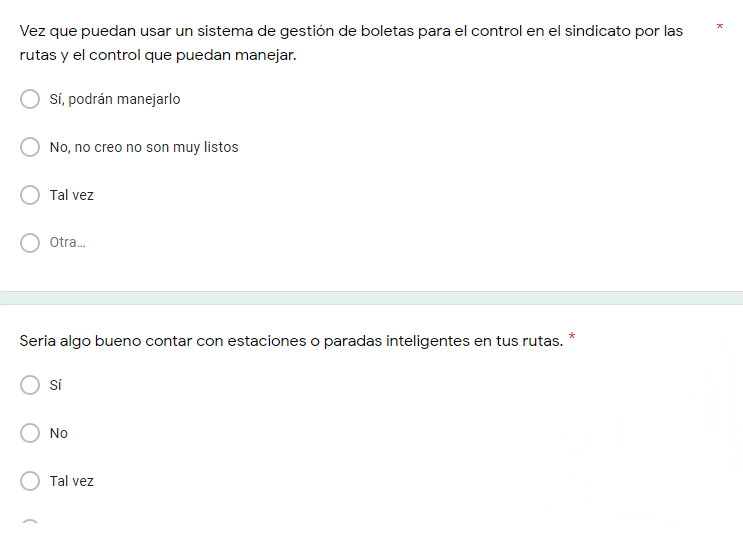 Vez que puedan usar un sistema de gestión de boletas para el control en el sindicato por las *
rutas y el control que puedan manejar.
Sí, podrán manejarlo
No, no creo no son muy listos
Tal vez
Otra...
Seria algo bueno contar con estaciones o paradas inteligentes en tus rutas. *
Sí
No
Tal vez